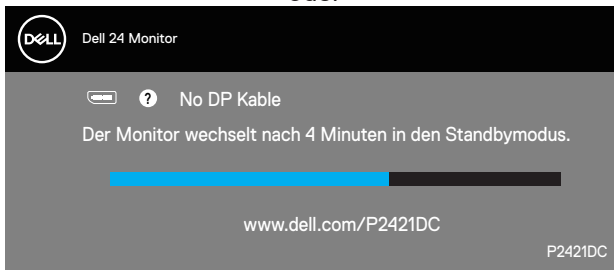 DELL
Dell 24 Monitor
? No DP Kable
Der Monitor wechselt nach 4 Minuten in den Standbymodus.
www.dell.com/P2421DC
P2421DC